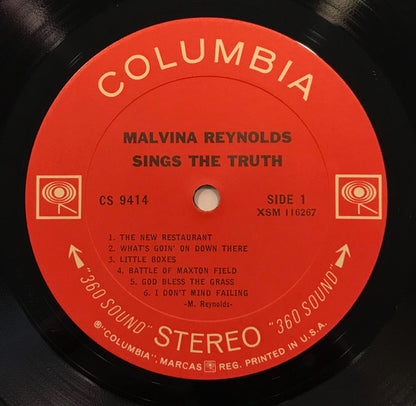 COLUMBIA
MALVINA REYNOLDS
SINGS THE TRUTH
CS 9414
SIDE 1
XSM 116267
1. THE NEW RESTAURANT
2. WHAT'S GOIN' ON DOWN THERE
3. LITTLE BOXES
4. BATTLE OF MAXTON FIELD
5. GOD BLESS THE GRASS
6. I DON'T MIND FAILING
-M. Reynolds-
"360 SOUND" STEREO "360 SOUND"
® "COLUMBIA", MARCAS REG. PRINTED IN U.S.A.